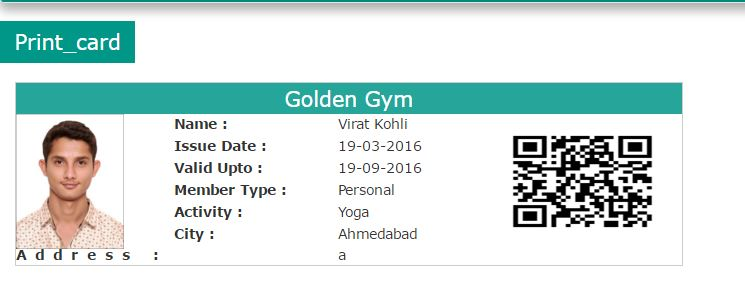 Print_card
Golden Gym
Name : Virat Kohli
Issue Date : 19-03-2016
Valid Upto : 19-09-2016
Member Type : Personal
Activity : Yoga
City : Ahmedabad
Address : a